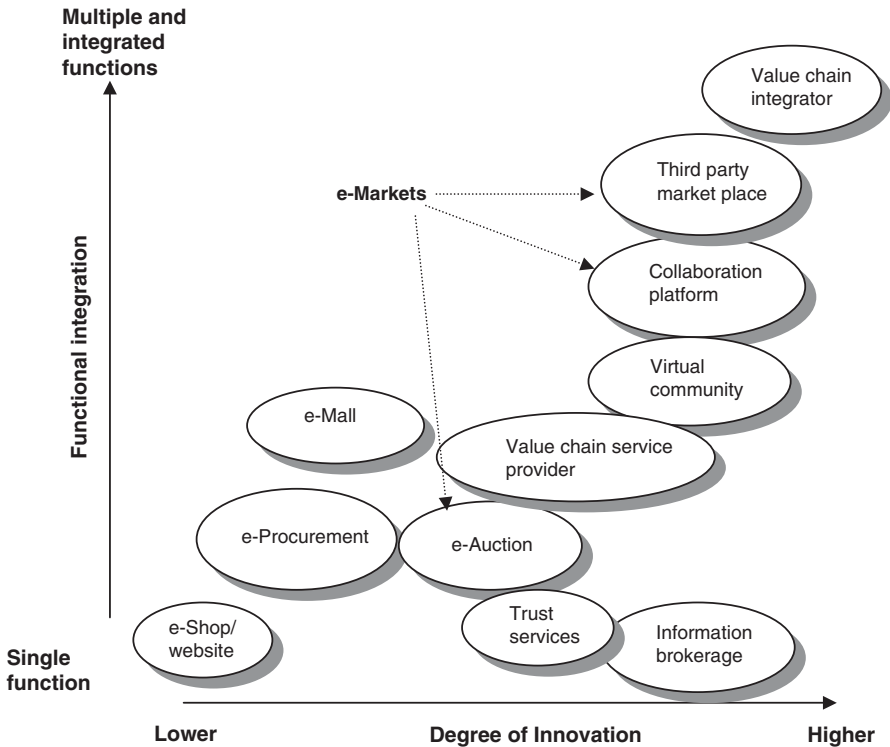 Multiple and
integrated
functions
Value chain
integrator
Third party
market place
e-Markets
Collaboration
platform
Functional integration
Virtual
community
e-Mall
Value chain service
provider
e-Procurement
e-Auction
e-Shop/
website
Trust
services
Information
brokerage
Single
function
Lower
Degree of Innovation
Higher